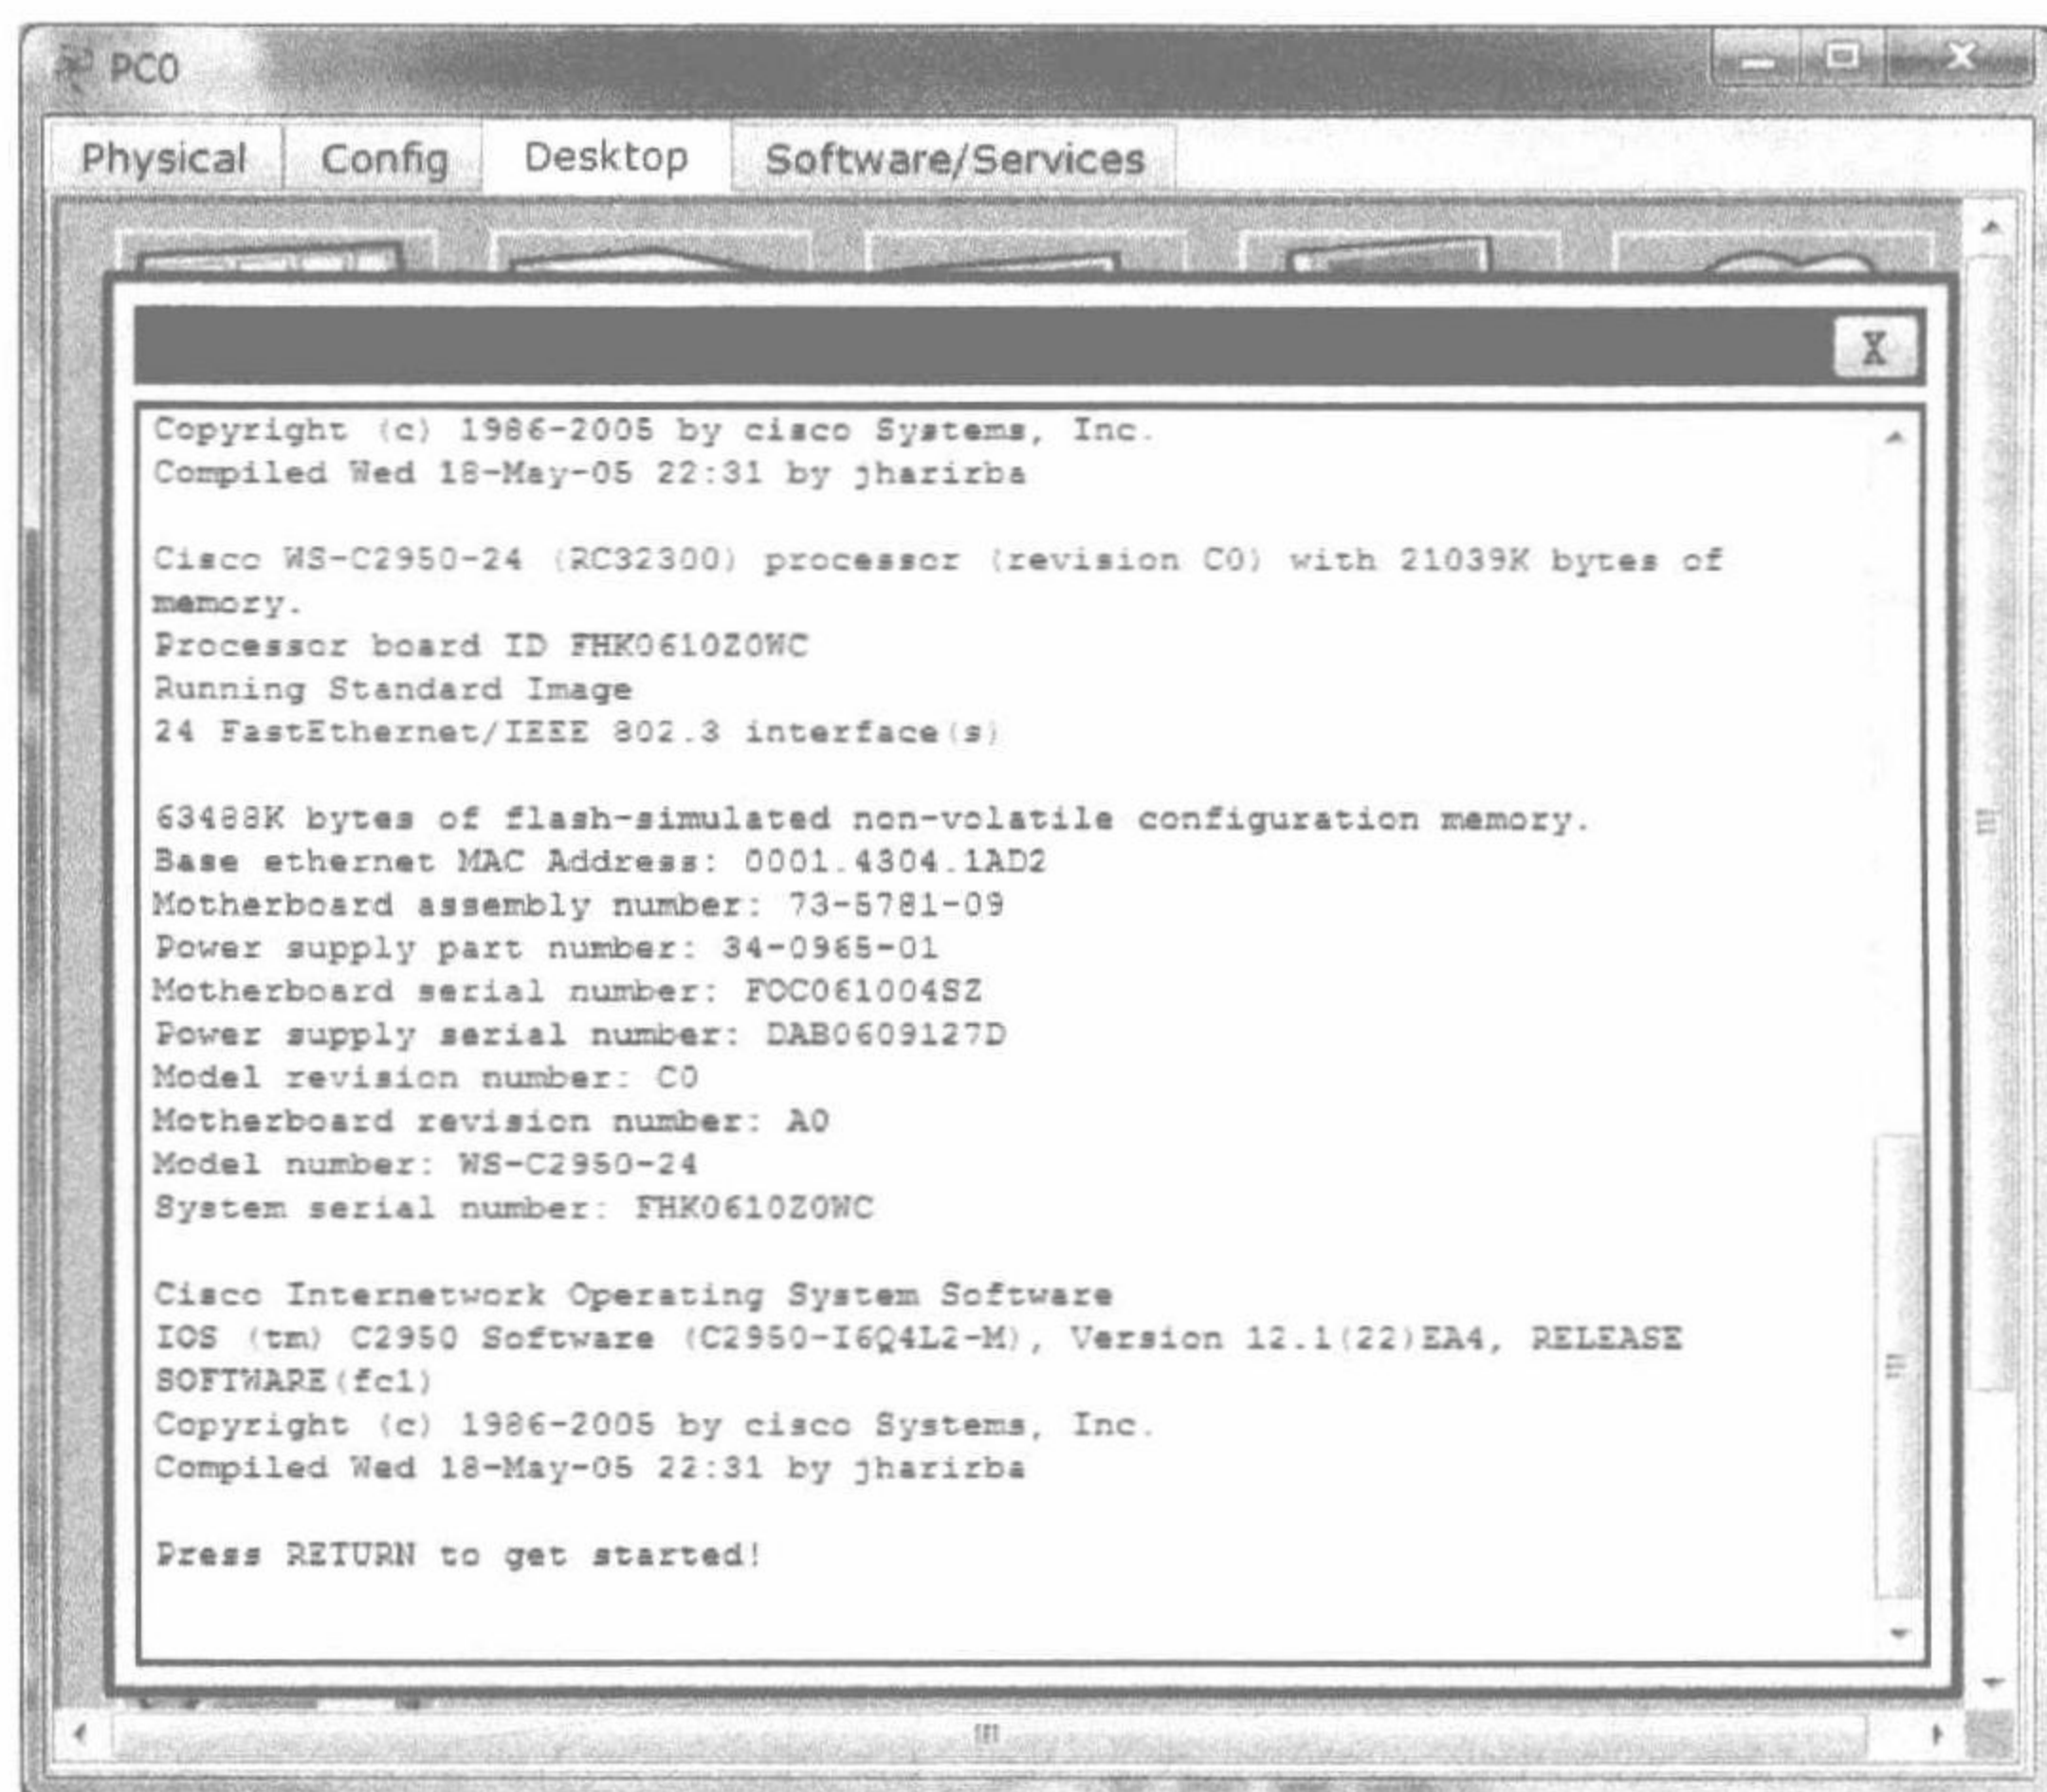 PC0
Physical Config Desktop Software/Services
X
Copyright (c) 1986-2005 by cisco Systems, Inc.
Compiled Wed 18-May-05 22:31 by jharirba
Cisco WS-C2950-24 (RC32300) processor (revision C0) with 21039K bytes of
memory.
Processor board ID FHK0610Z0WC
Running Standard Image
24 FastEthernet/IEEE 802.3 interface(s)
63488K bytes of flash-simulated non-volatile configuration memory.
Base ethernet MAC Address: 0001.4304.1AD2
Motherboard assembly number: 73-5781-09
Power supply part number: 34-0965-01
Motherboard serial number: FOC061004SZ
Power supply serial number: DAB0609127D
Model revision number: C0
Motherboard revision number: A0
Model number: WS-C2950-24
System serial number: FHK0610Z0WC
Cisco Internetwork Operating System Software
IOS (tm) C2950 Software (C2950-I6Q4L2-M), Version 12.1(22)EA4, RELEASE
SOFTWARE(fc1)
Copyright (c) 1986-2005 by cisco Systems, Inc.
Compiled Wed 18-May-05 22:31 by jharirba
Press RETURN to get started!